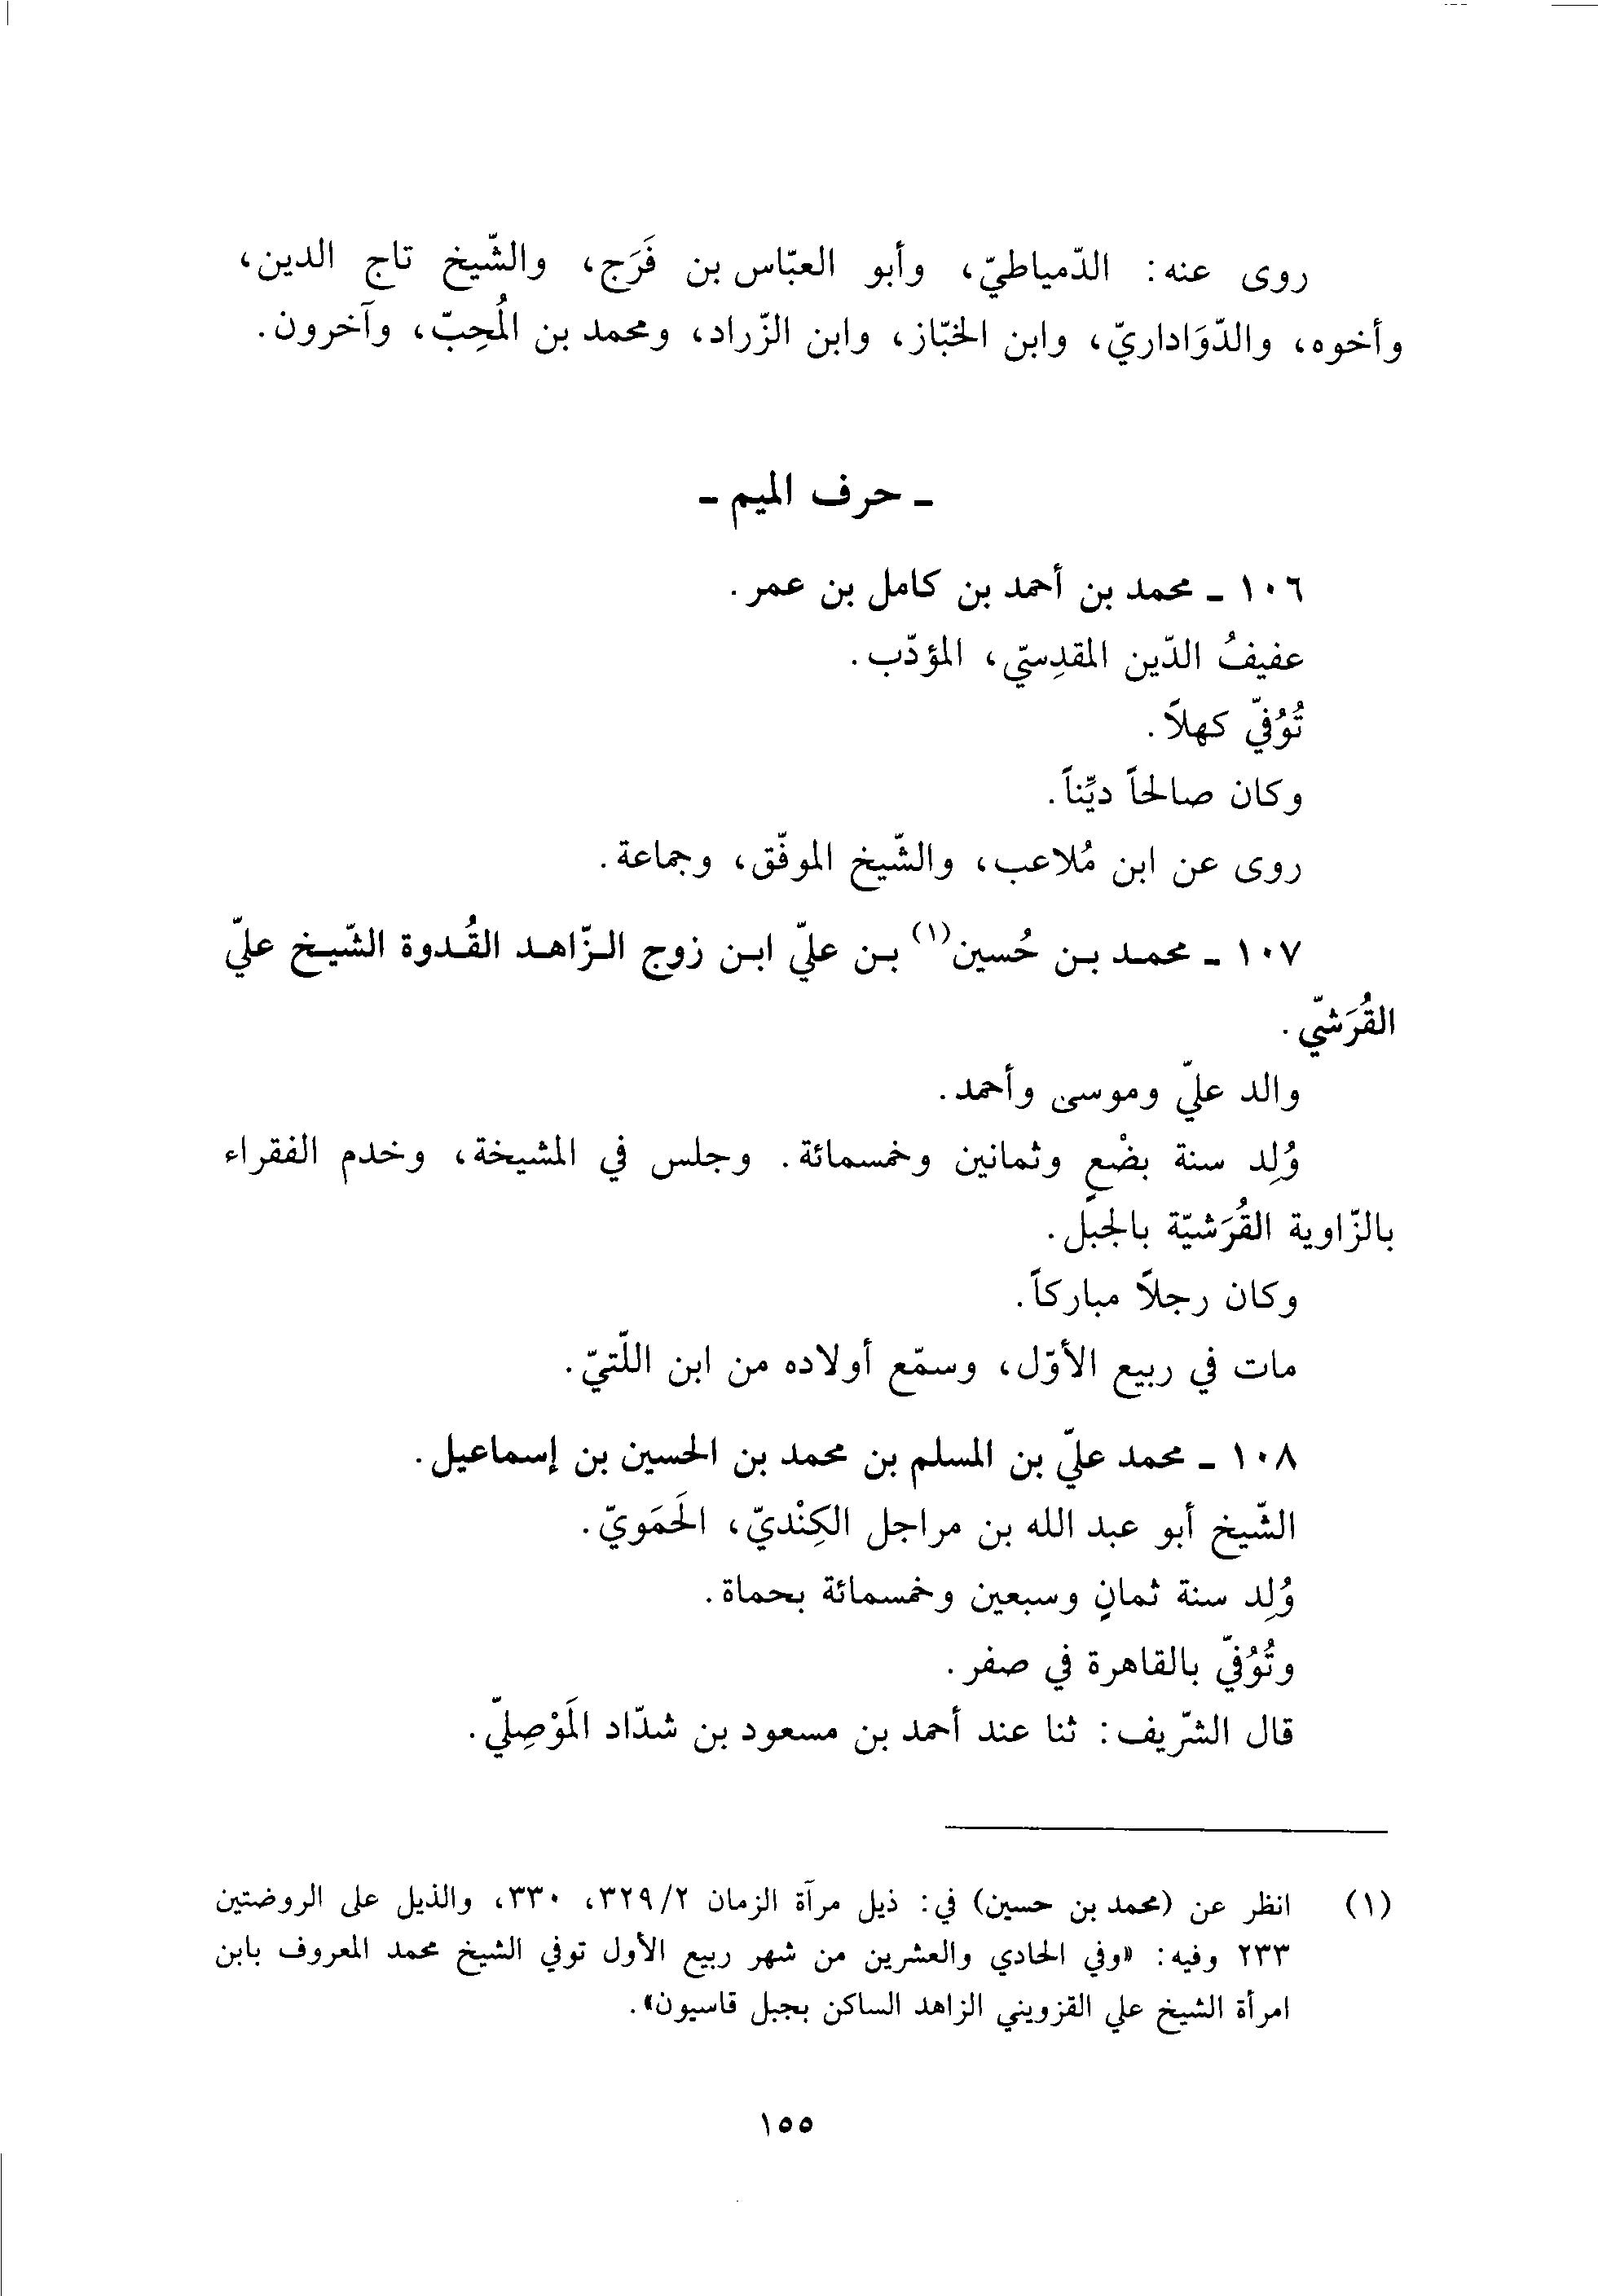 روى عنه: الدّمياطيّ، وأبو العبّاس بن فَرَج، والشّيخ تاج الدين،
وأخوه، والدّوَاداريّ، وابن الخبّاز، وابن الزّراد، ومحمد بن المُحِبّ، وآخرون.
ـ حرف الميم ـ
١٠٦ ـ محمد بن أحمد بن كامل بن عمر.
عفيفُ الدّين المقدِسيّ، المؤدّب.
تُوُفّي كهلاً.
وكان صالحاً ديِّناً.
روى عن ابن مُلاعب، والشّيخ الموفّق، وجماعة.
١٠٧ ـ محمد بن حُسين(١) بن عليّ ابن زوج الزّاهد القُدوة الشّيخ عليّ
القُرَشيّ.
والد عليّ وموسى وأحمد.
وُلِد سنة بضْعٍ وثمانين وخمسمائة. وجلس في المشيخة، وخدم الفقراء
بالزّاوية القُرَشيّة بالجبل.
وكان رجلاً مباركاً.
مات في ربيع الأوّل، وسمّع أولاده من ابن اللّتيّ.
١٠٨ ـ محمد عليّ بن المسلم بن محمد بن الحسين بن إسماعيل.
الشّيخ أبو عبد الله بن مراجل الكِنْديّ، الحَمَويّ.
وُلِد سنة ثمانٍ وسبعين وخمسمائة بحماة.
وتُوُفّي بالقاهرة في صفر.
قال الشّريف: ثنا عند أحمد بن مسعود بن شدّاد المَوْصِليّ.
(١) انظر عن (محمد بن حسين) في: ذيل مرآة الزمان ٣٢٩/٢، ٣٣٠، والذيل على الروضتين
٢٣٣ وفيه: «وفي الحادي والعشرين من شهر ربيع الأول توفي الشيخ محمد المعروف بابن
امرأة الشيخ علي القزويني الزاهد الساكن بجبل قاسيون».
١٥٥